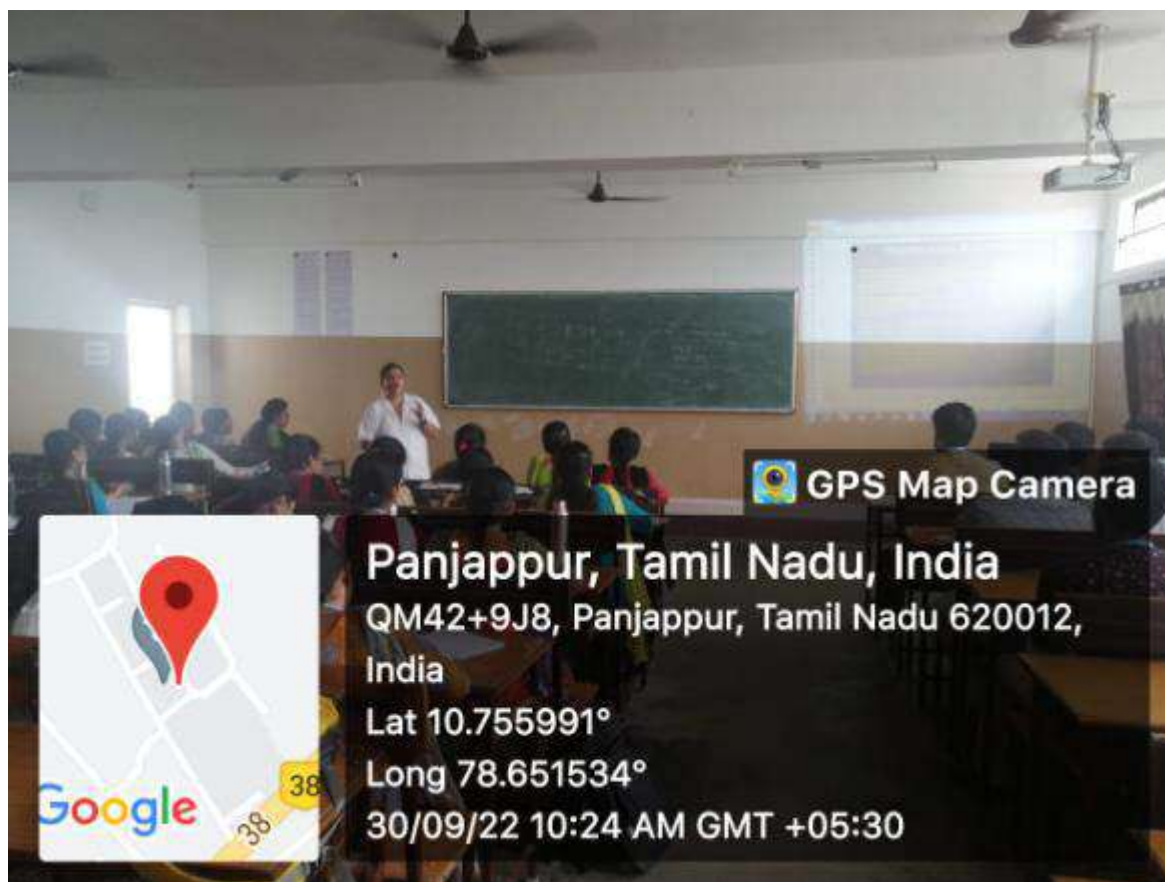 GPS Map Camera
Panjappur, Tamil Nadu, India
QM42+9J8, Panjappur, Tamil Nadu 620012,
India
Lat 10.755991°
Long 78.651534°
30/09/22 10:24 AM GMT +05:30
Google
38
38